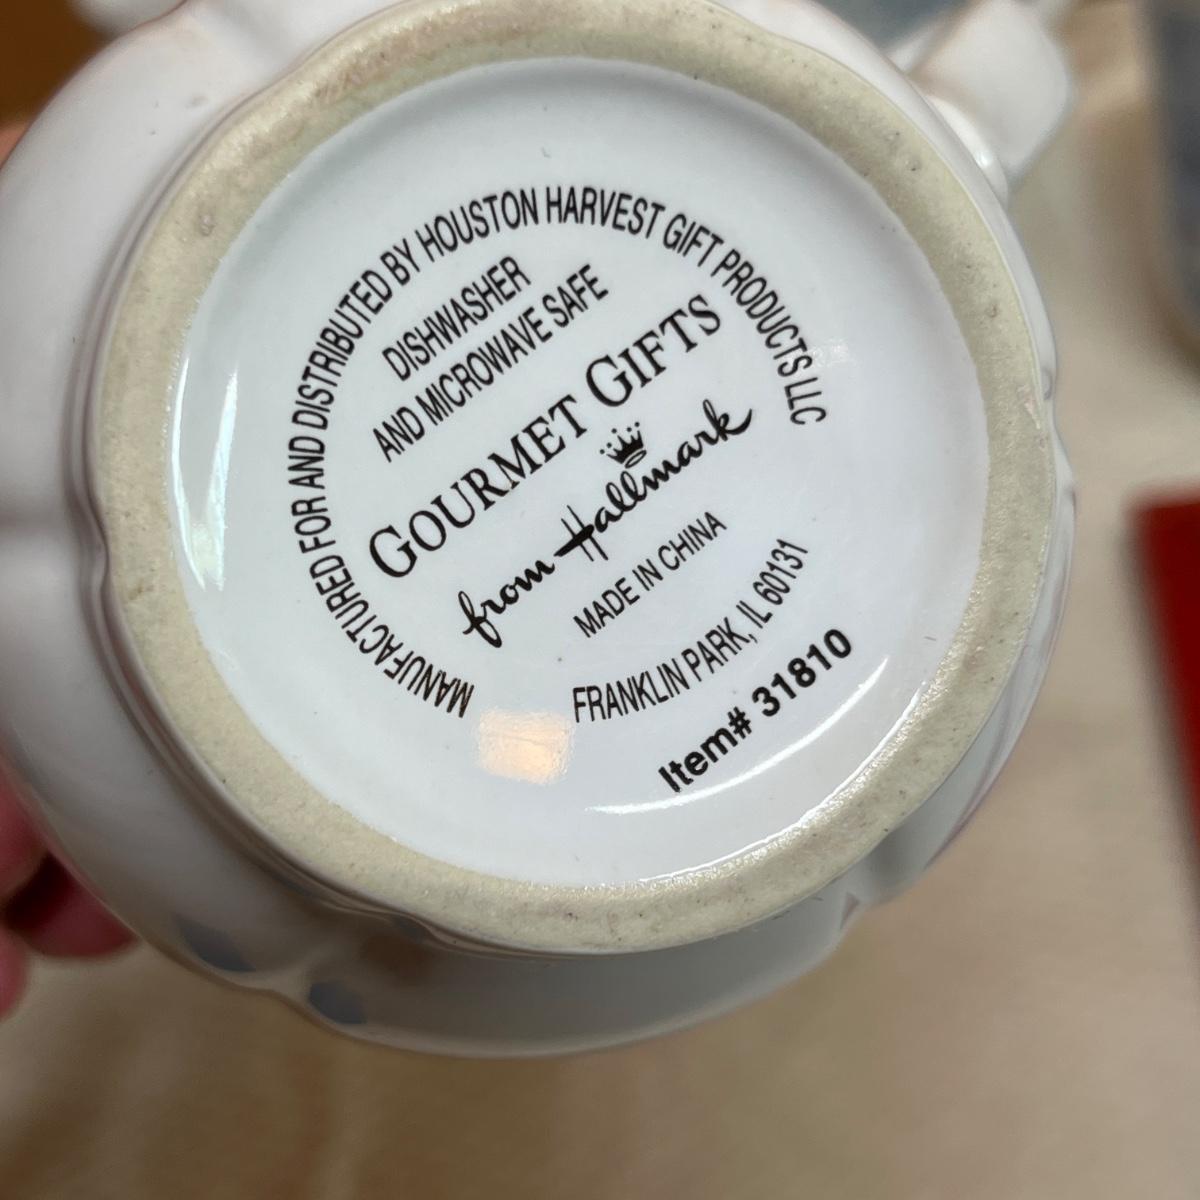 MANUFACTURED FOR AND DISTRIBUTED BY HOUSTON HARVEST GIFT PRODUCTS LLC
DISHWASHER
AND MICROWAVE SAFE
GOURMET GIFTS
from Hallmark
MADE IN CHINA
FRANKLIN PARK, IL 60131
Item# 31810